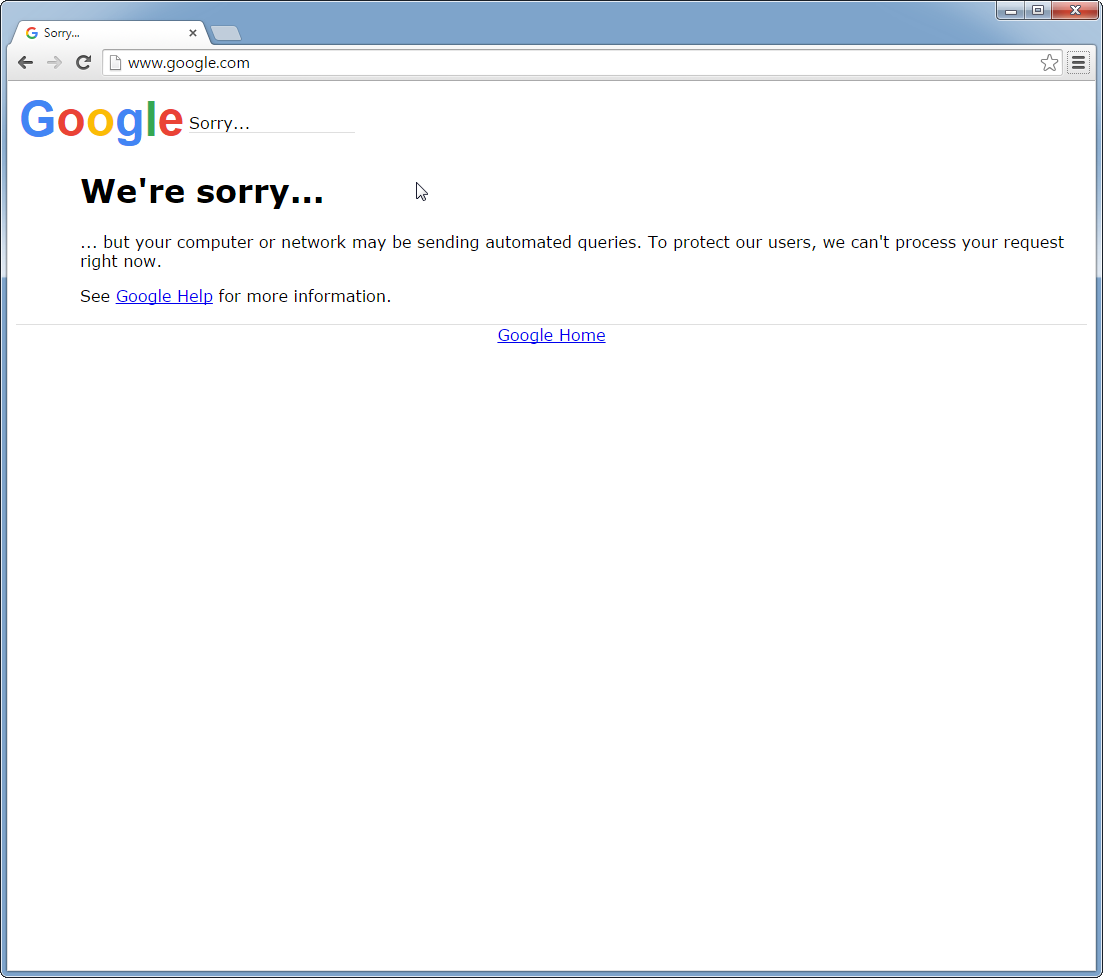 Sorry...
www.google.com
Google Sorry...
We're sorry...
... but your computer or network may be sending automated queries. To protect our users, we can't process your request
right now.
See Google Help for more information.
Google Home